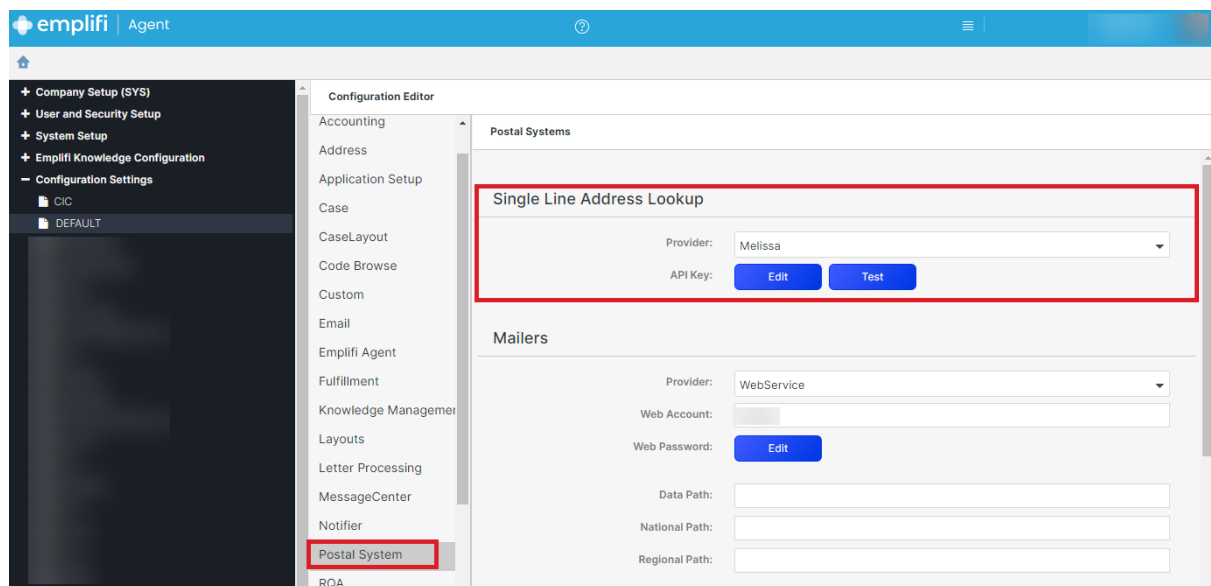 emplifi Agent
Company Setup (SYS)
User and Security Setup
System Setup
Emplifi Knowledge Configuration
Configuration Settings
CIC
DEFAULT
Configuration Editor
Accounting
Address
Application Setup
Case
CaseLayout
Code Browse
Custom
Email
Emplifi Agent
Fulfillment
Knowledge Managemen
Layouts
Letter Processing
MessageCenter
Notifier
Postal System
RQA
Postal Systems
Single Line Address Lookup
Provider: Melissa
API Key: Edit Test
Mailers
Provider: WebService
Web Account:
Web Password: Edit
Data Path:
National Path:
Regional Path: